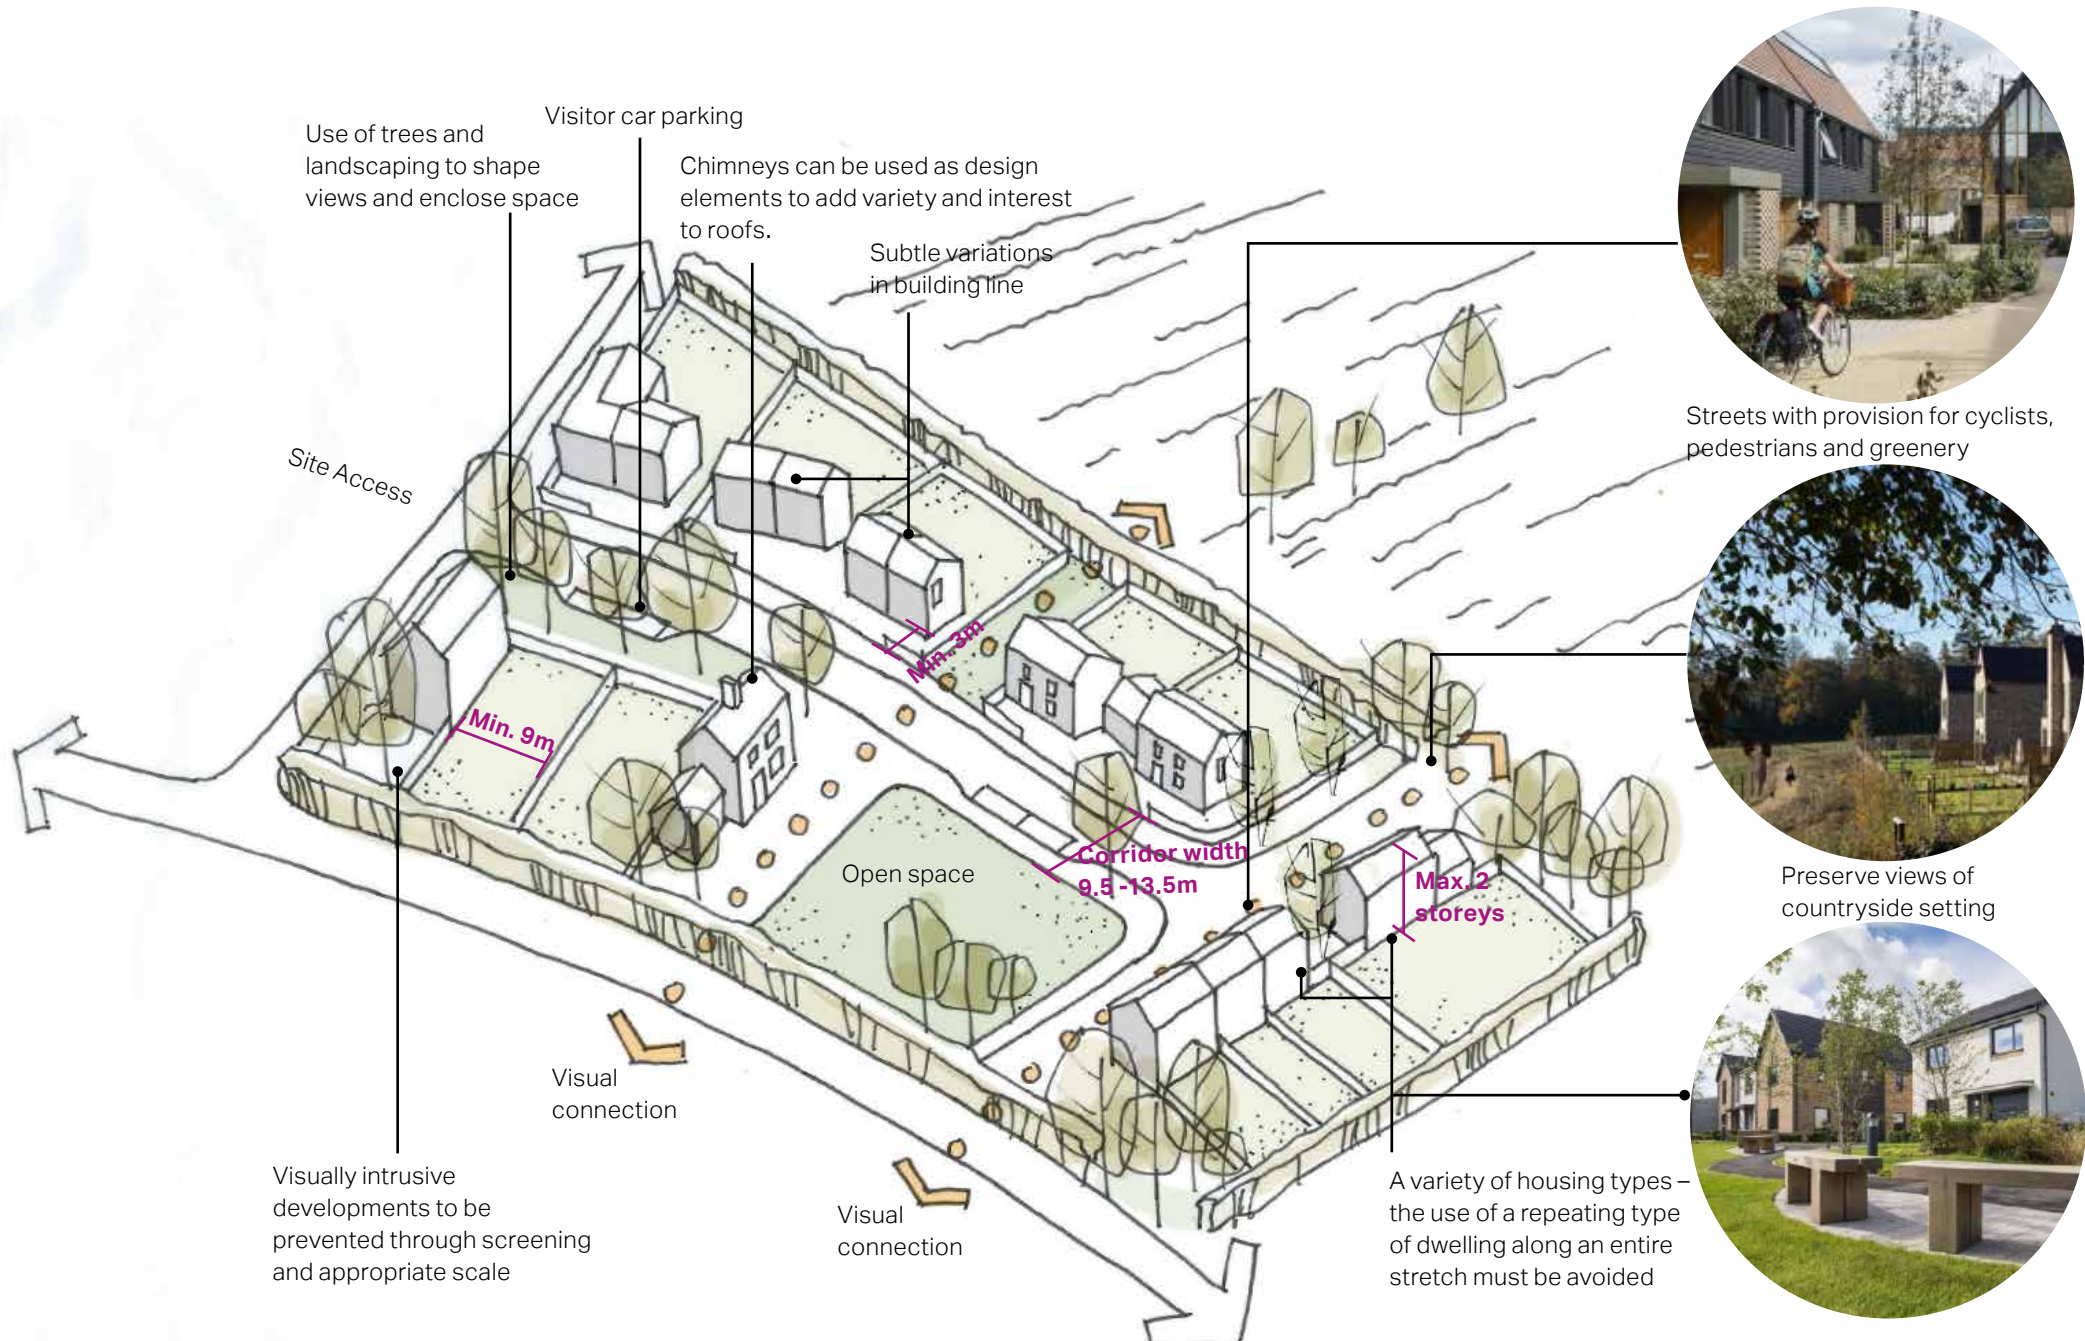 Visitor car parking
Use of trees and
landscaping to shape
views and enclose space
Chimneys can be used as design
elements to add variety and interest
to roofs.
Subtle variations
in building line
Streets with provision for cyclists,
pedestrians and greenery
Site Access
Min. 3m
Min. 9m
Corridor width
9.5 -13.5m
Open space
Max. 2
storeys
Preserve views of
countryside setting
Visual
connection
Visual
connection
Visually intrusive
developments to be
prevented through screening
and appropriate scale
A variety of housing types –
the use of a repeating type
of dwelling along an entire
stretch must be avoided